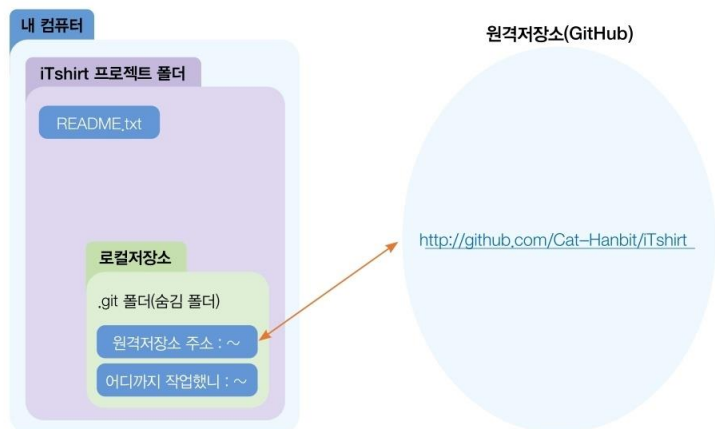 내 컴퓨터
iTshirt 프로젝트 폴더
README.txt
로컬저장소
.git 폴더(숨김 폴더)
원격저장소 주소 : ~
어디까지 작업했니 : ~
원격저장소(GitHub)
http://github.com/Cat-Hanbit/iTshirt